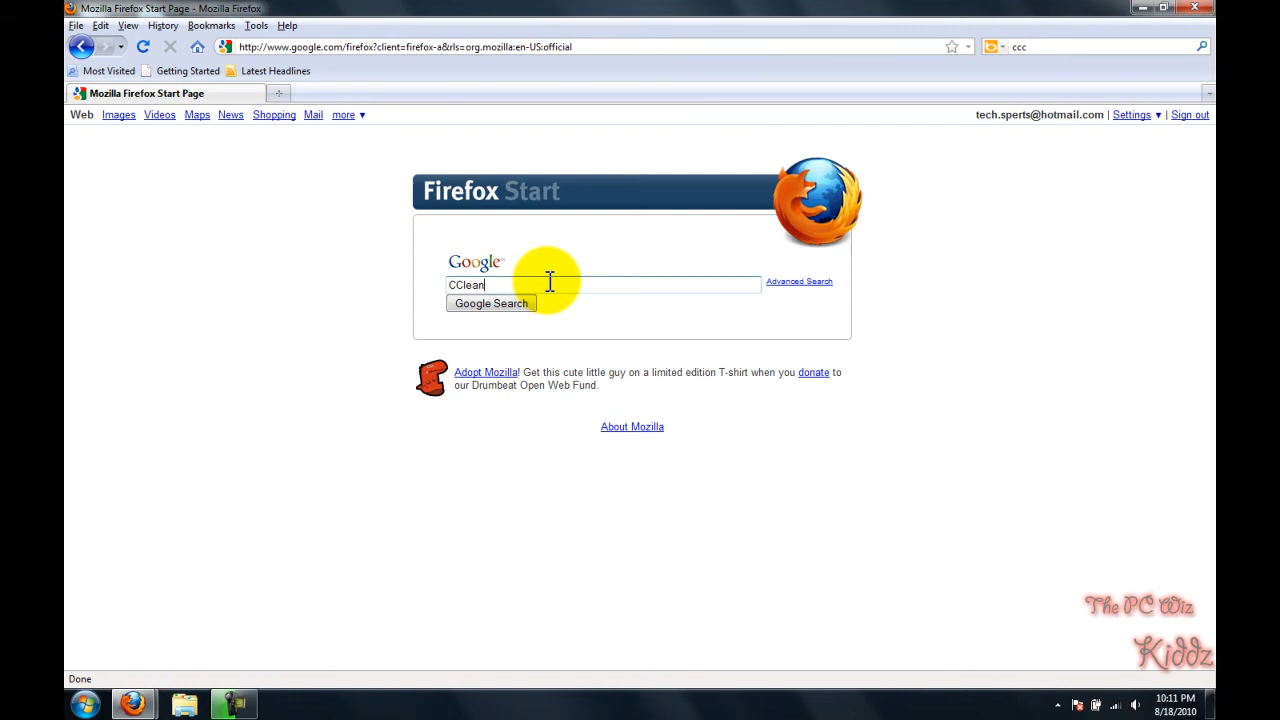 Mozilla Firefox Start Page - Mozilla Firefox
File Edit View History Bookmarks Tools Help
http://www.google.com/firefox?client=firefox-a&rls=org.mozilla:en-US:official
ccc
Most Visited Getting Started Latest Headlines
Mozilla Firefox Start Page
Web Images Videos Maps News Shopping Mail more ▼ tech.sperts@hotmail.com | Settings ▼ | Sign out
Firefox Start
Google™
CClean
Advanced Search
Google Search
Adopt Mozilla! Get this cute little guy on a limited edition T-shirt when you donate to
our Drumbeat Open Web Fund.
About Mozilla
The PC Wiz
Kiddz
Done
10:11 PM
8/18/2010